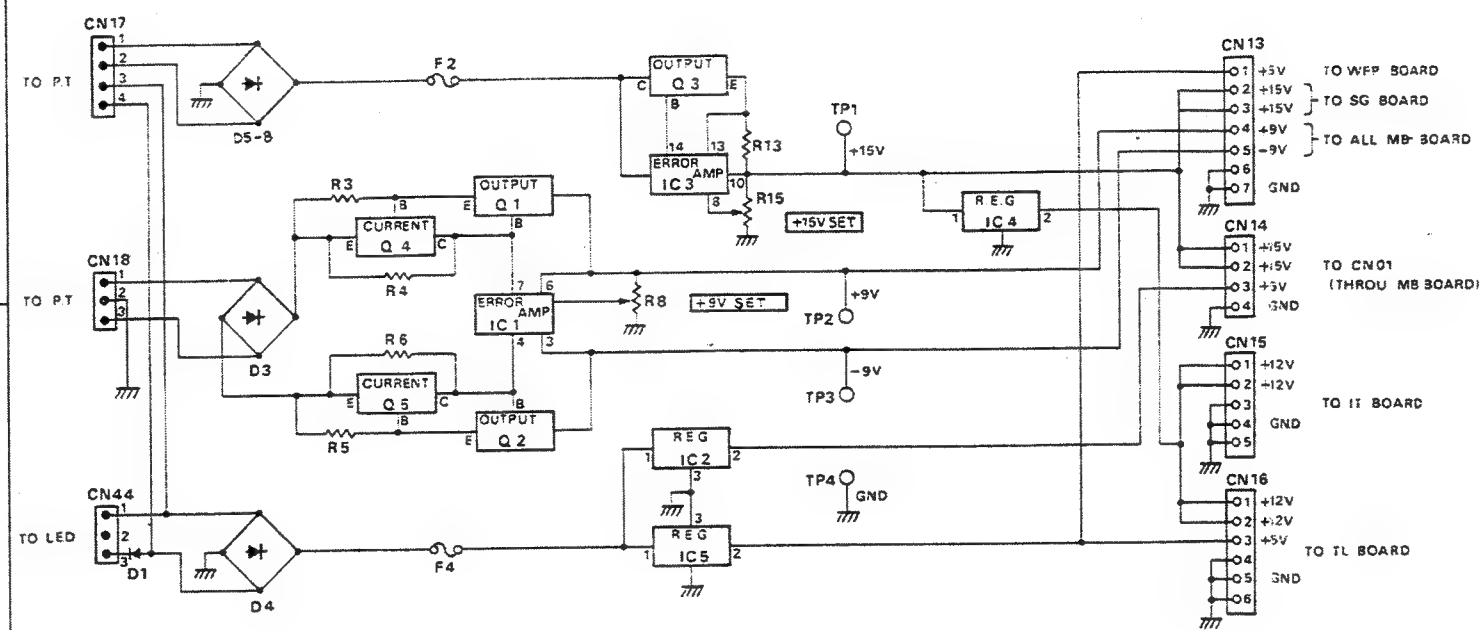 CN17
1
2
3
4
TO P.T
D5-8
F2
OUTPUT
Q3
C
E
B
14
13
ERROR
AMP
IC3
10
8
R13
R15
+15V SET
TP1
+15V
REG
IC4
1
2
CN13
1 +5V
2 +15V
3 +15V
4 +9V
5 -9V
6
7 GND
TO WFP BOARD
TO SG BOARD
TO ALL MB BOARD
CN18
1
2
3
TO P.T
D3
R3
B
CURRENT
Q4
E
C
R4
OUTPUT
Q1
E
B
7
6
ERROR
AMP
IC1
4
3
R8
+9V SET
+9V
TP2
-9V
TP3
R6
CURRENT
Q5
E
C
B
R5
B
OUTPUT
Q2
E
CN14
1 +15V
2 +15V
3 +5V
4 GND
TO CN01
(THROU MB BOARD)
CN15
1 +12V
2 +12V
3
4 GND
5
TO IT BOARD
CN44
1
2
3
TO LED
D1
D4
F4
REG
IC2
1
2
3
3
REG
IC5
1
2
TP4
GND
CN16
1 +12V
2 +12V
3 +5V
4
5 GND
6
TO TL BOARD